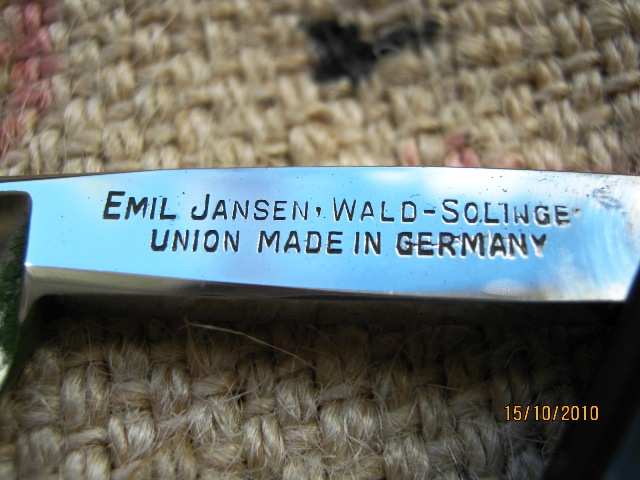 EMIL JANSEN, WALD-SOLINGE
UNION MADE IN GERMANY
15/10/2010